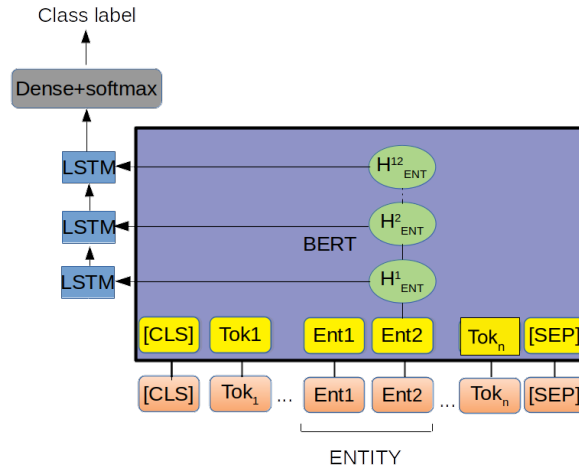 Class label
Dense+softmax
LSTM
H¹²ENT
LSTM
H²ENT
BERT
LSTM
H¹ENT
[CLS] Tok1 Ent1 Ent2 Tokn [SEP]
[CLS] Tok1 ... Ent1 Ent2 ... Tokn [SEP]
ENTITY